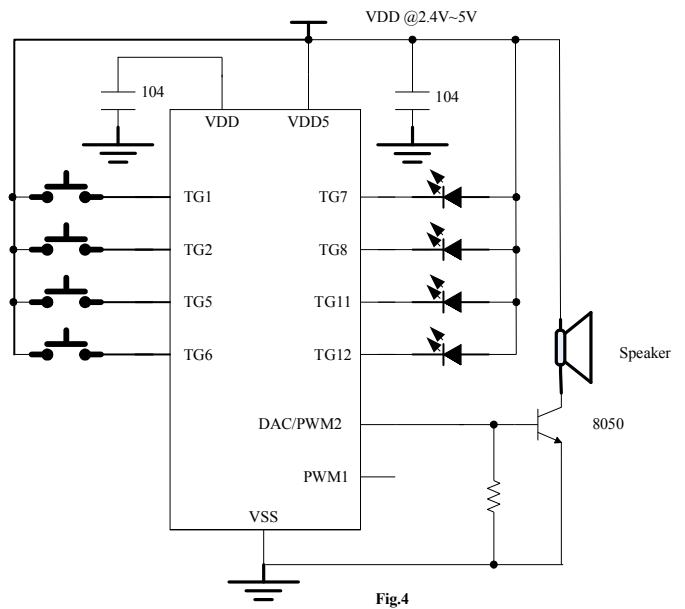 VDD @2.4V~5V
104
104
VDD
VDD5
TG1
TG7
TG2
TG8
TG5
TG11
TG6
TG12
Speaker
DAC/PWM2
8050
PWM1
VSS
Fig.4